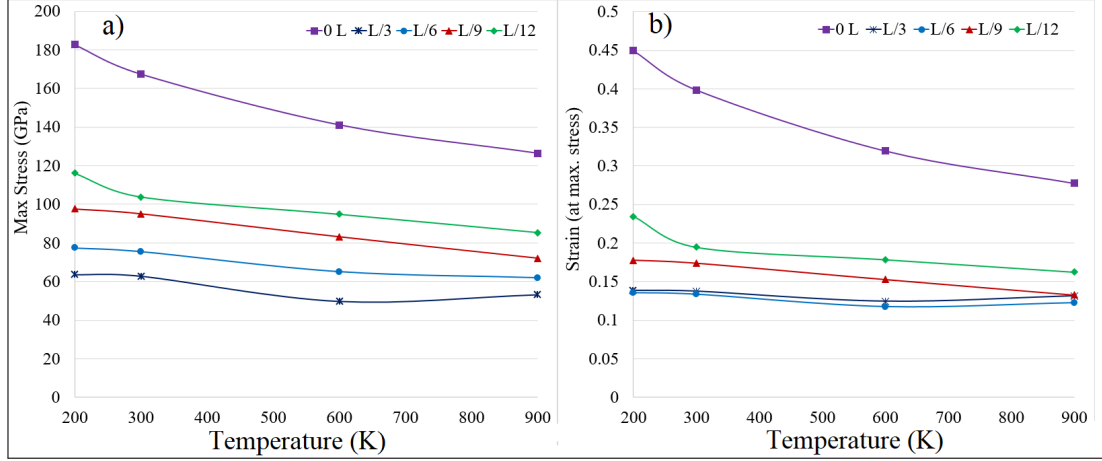 a)
0 L L/3 L/6 L/9 L/12
Max Stress (GPa)
200
180
160
140
120
100
80
60
40
20
0
200 300 400 500 600 700 800 900
Temperature (K)
b)
0 L L/3 L/6 L/9 L/12
Strain (at max. stress)
0.5
0.45
0.4
0.35
0.3
0.25
0.2
0.15
0.1
0.05
0
200 300 400 500 600 700 800 900
Temperature (K)